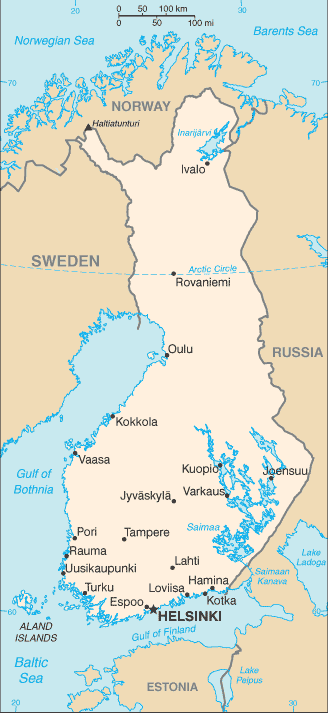 0 50 100 km
0 50 100 mi
20
30
Norwegian Sea
Barents Sea
70
70
NORWAY
Haltiatunturi
Inarijärvi
Ivalo
SWEDEN
Arctic Circle
Rovaniemi
Oulu
RUSSIA
Kokkola
Vaasa
Kuopio
Joensuu
Gulf of
Bothnia
Varkaus
Jyväskylä
Saimaa
Pori
Tampere
Rauma
Lake
Ladoga
Uusikaupunki
Lahti
Saimaan
Kanava
Turku
Loviisa
Hamina
Kotka
Espoo
HELSINKI
60
60
ALAND
ISLANDS
Gulf of Finland
Baltic
Sea
Lake
Peipus
ESTONIA
20
30